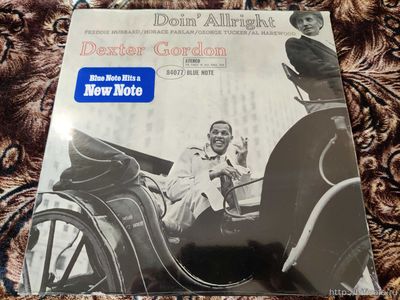 Doin' Allright
FREDDIE HUBBARD/HORACE PARLAN/GEORGE TUCKER/AL HAREWOOD
Dexter Gordon
STEREO
84077 BLUE NOTE
Blue Note Hits a
New Note